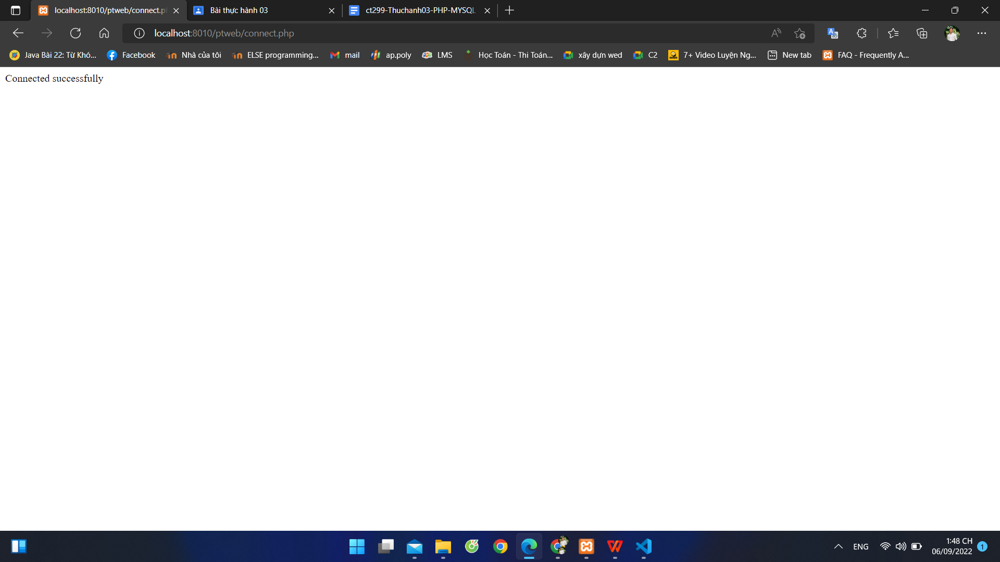 localhost:8010/ptweb/connect.p
Bài thực hành 03
ct299-Thuchanh03-PHP-MYSQL
localhost:8010/ptweb/connect.php
Java Bài 22: Từ Khó...
Facebook
Nhà của tôi
ELSE programming...
mail
ap.poly
LMS
Học Toán - Thi Toán...
xây dựn wed
C2
7+ Video Luyện Ng...
New tab
FAQ - Frequently A...
Connected successfully
ENG
1:48 CH
06/09/2022
1